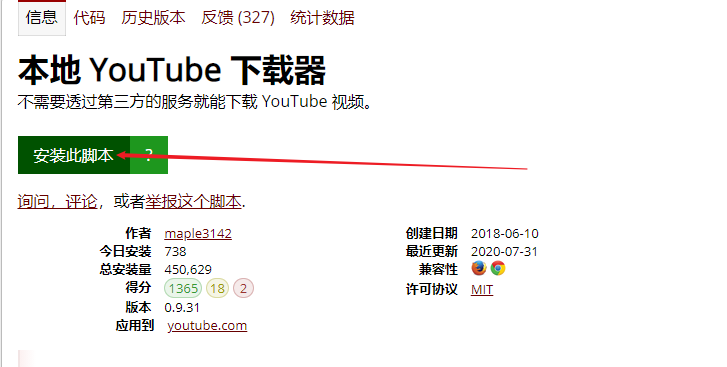 信息 代码 历史版本 反馈 (327) 统计数据
本地 YouTube 下载器
不需要透过第三方的服务就能下载 YouTube 视频。
安装此脚本 ?
询问，评论，或者举报这个脚本.
作者 maple3142 创建日期 2018-06-10
今日安装 738 最近更新 2020-07-31
总安装量 450,629 兼容性
得分 1365 18 2 许可协议 MIT
版本 0.9.31
应用到 youtube.com